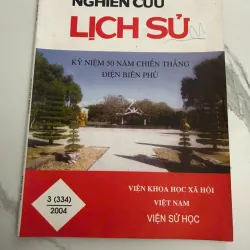 NGHIÊN CỨU
LỊCH SỬ
KỶ NIỆM 50 NĂM CHIẾN THẮNG
ĐIỆN BIÊN PHỦ
3 (334)
2004
VIỆN KHOA HỌC XÃ HỘI
VIỆT NAM
VIỆN SỬ HỌC